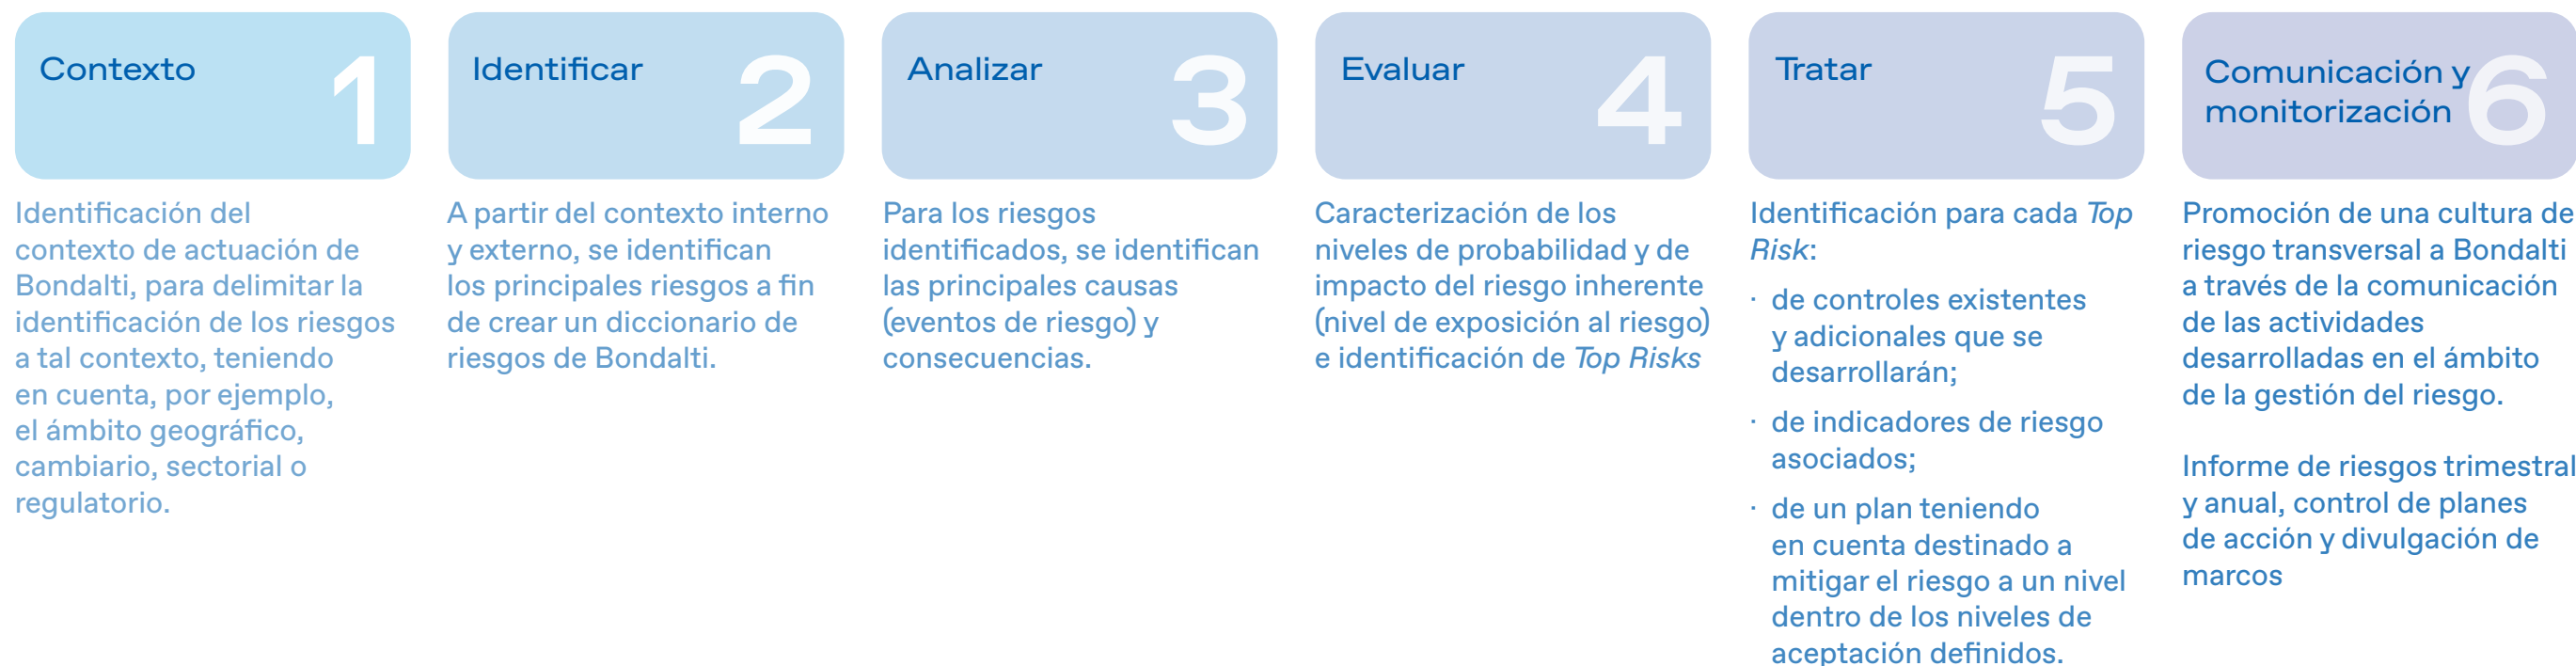 Contexto
1
Identificación del
contexto de actuación de
Bondalti, para delimitar la
identificación de los riesgos
a tal contexto, teniendo
en cuenta, por ejemplo,
el ámbito geográfico,
cambiario, sectorial o
regulatorio.
Identificar
2
A partir del contexto interno
y externo, se identifican
los principales riesgos a fin
de crear un diccionario de
riesgos de Bondalti.
Analizar
3
Para los riesgos
identificados, se identifican
las principales causas
(eventos de riesgo) y
consecuencias.
Evaluar
4
Caracterización de los
niveles de probabilidad y de
impacto del riesgo inherente
(nivel de exposición al riesgo)
e identificación de Top Risks
Tratar
5
Identificación para cada Top
Risk:
· de controles existentes
y adicionales que se
desarrollarán;
· de indicadores de riesgo
asociados;
· de un plan teniendo
en cuenta destinado a
mitigar el riesgo a un nivel
dentro de los niveles de
aceptación definidos.
Comunicación y
monitorización
6
Promoción de una cultura de
riesgo transversal a Bondalti
a través de la comunicación
de las actividades
desarrolladas en el ámbito
de la gestión del riesgo.
Informe de riesgos trimestral
y anual, control de planes
de acción y divulgación de
marcos